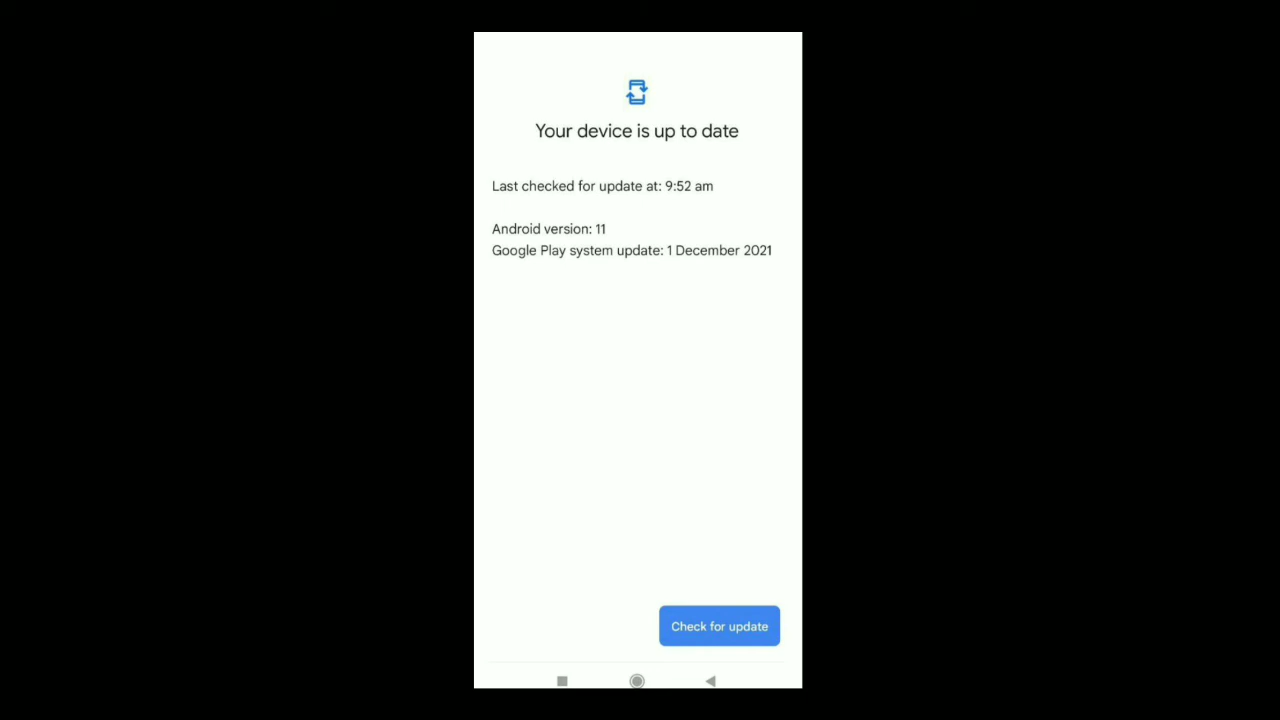 Your device is up to date
Last checked for update at: 9:52 am
Android version: 11
Google Play system update: 1 December 2021
Check for update